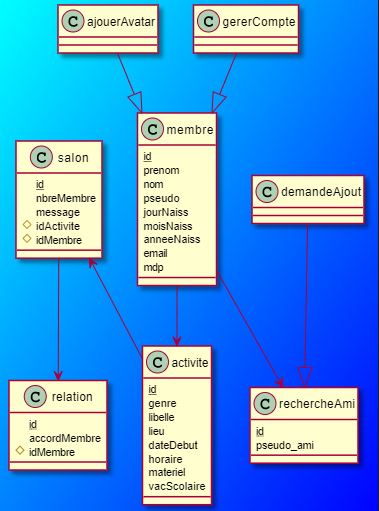 C ajouerAvatar
C gererCompte
C membre
id
prenom
nom
pseudo
jourNaiss
moisNaiss
anneeNaiss
email
mdp
C salon
id
nbreMembre
message
idActivite
idMembre
C demandeAjout
C relation
id
accordMembre
idMembre
C activite
id
genre
libelle
lieu
dateDebut
horaire
materiel
vacScolaire
C rechercheAmi
id
pseudo_ami